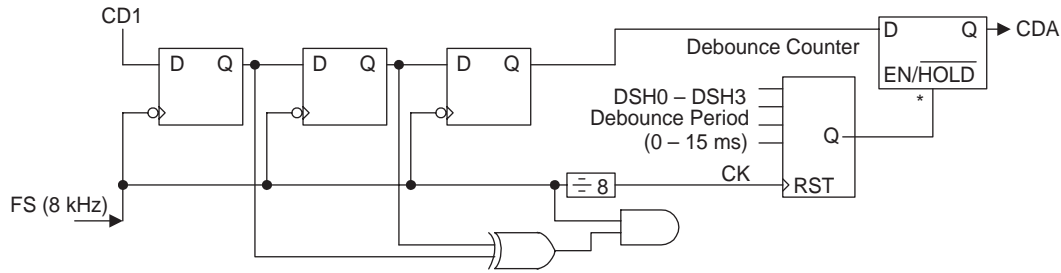 CD1
D Q
D Q
D Q
Debounce Counter
D Q
EN/HOLD
*
CDA
DSH0 – DSH3
Debounce Period
(0 – 15 ms)
Q
CK
RST
÷ 8
FS (8 kHz)